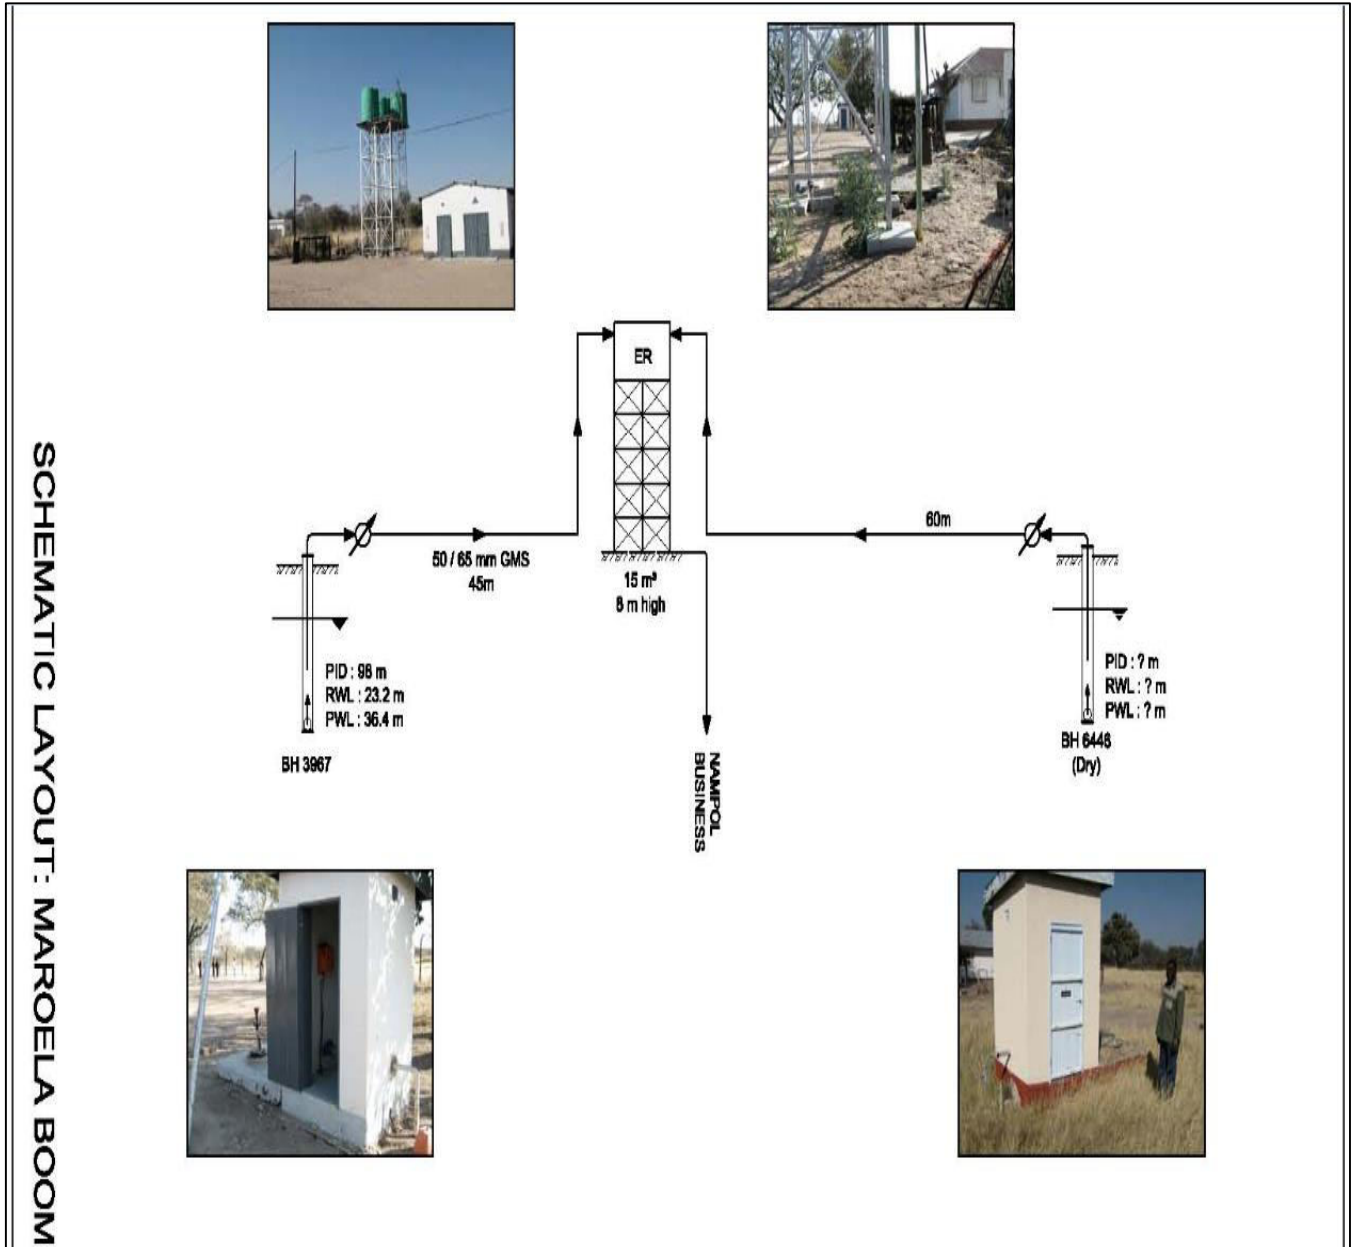 SCHEMATIC LAYOUT: MAROELA BOOM
ER
50 / 65 mm GMS
45m
60m
15 m³
8 m high
PID : 98 m
RWL : 23.2 m
PWL : 36.4 m
BH 3967
PID : ? m
RWL : ? m
PWL : ? m
BH 6446
(Dry)
NAMPOL
BUSINESS